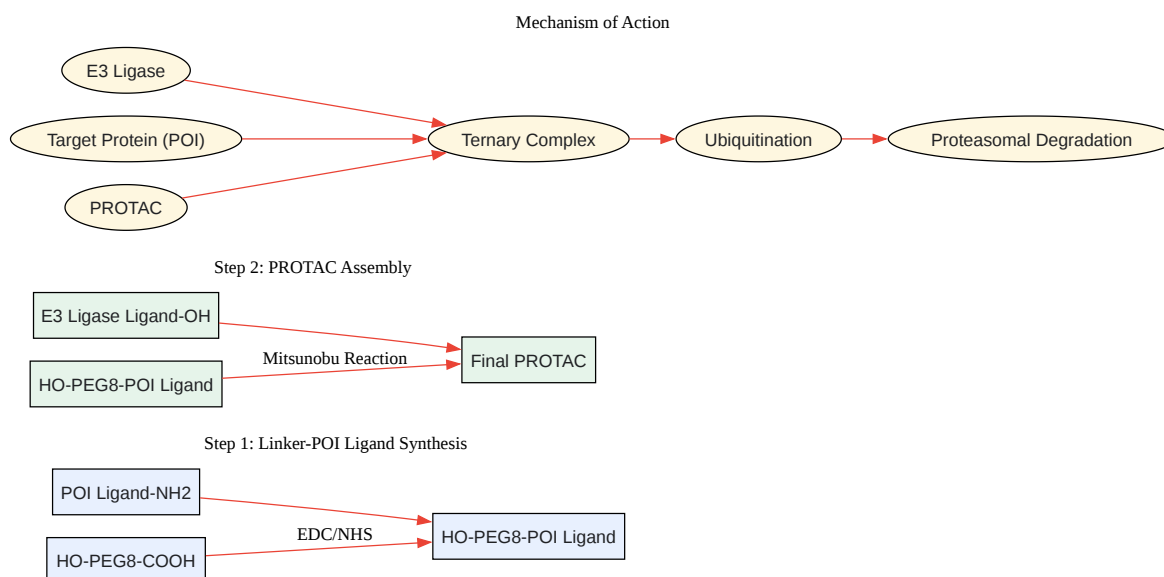 Mechanism of Action
E3 Ligase
Target Protein (POI)
Ternary Complex
Ubiquitination
Proteasomal Degradation
PROTAC
Step 2: PROTAC Assembly
E3 Ligase Ligand-OH
Mitsunobu Reaction
Final PROTAC
HO-PEG8-POI Ligand
Step 1: Linker-POI Ligand Synthesis
POI Ligand-NH2
EDC/NHS
HO-PEG8-POI Ligand
HO-PEG8-COOH